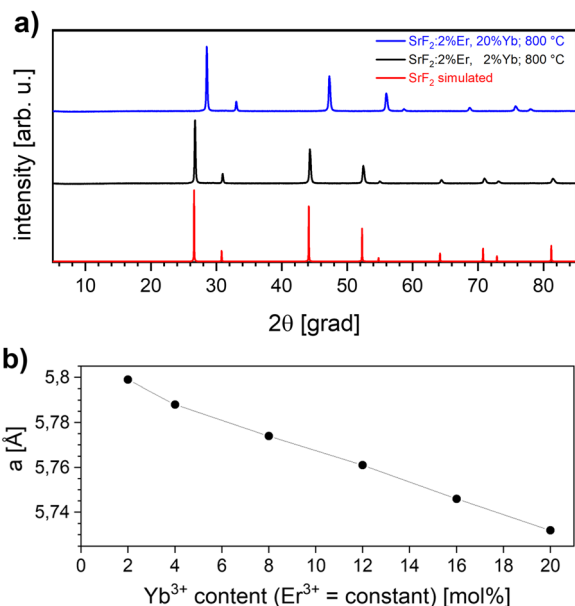 a)
SrF₂:2%Er, 20%Yb; 800 °C
SrF₂:2%Er, 2%Yb; 800 °C
SrF₂ simulated
intensity [arb. u.]
10 20 30 40 50 60 70 80
2θ [grad]
b)
5,8
5,78
5,76
5,74
a [Å]
0 2 4 6 8 10 12 14 16 18 20
Yb³⁺ content (Er³⁺ = constant) [mol%]